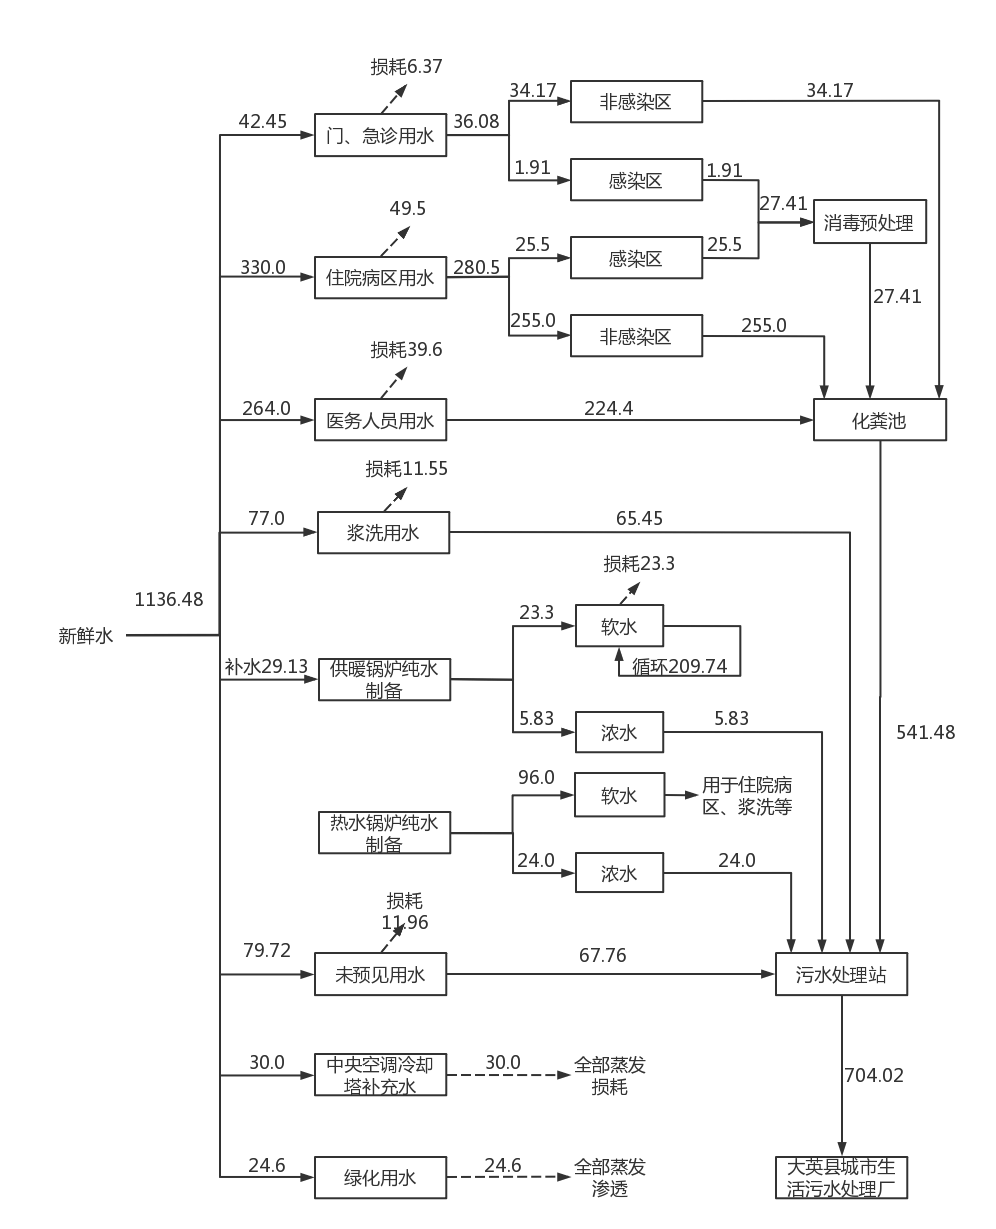 损耗6.37
42.45
门、急诊用水
36.08
34.17
非感染区
34.17
1.91
感染区
1.91
27.41
消毒预处理
49.5
330.0
住院病区用水
280.5
25.5
感染区
25.5
27.41
255.0
非感染区
255.0
损耗39.6
264.0
医务人员用水
224.4
化粪池
损耗11.55
77.0
浆洗用水
65.45
1136.48
新鲜水
损耗23.3
23.3
软水
循环209.74
补水29.13
供暖锅炉纯水
制备
5.83
浓水
5.83
541.48
96.0
软水
用于住院病
区、浆洗等
热水锅炉纯水
制备
24.0
浓水
24.0
损耗
11.96
79.72
未预见用水
67.76
污水处理站
30.0
中央空调冷却
塔补充水
30.0
全部蒸发
损耗
704.02
24.6
绿化用水
24.6
全部蒸发
渗透
大英县城市生
活污水处理厂